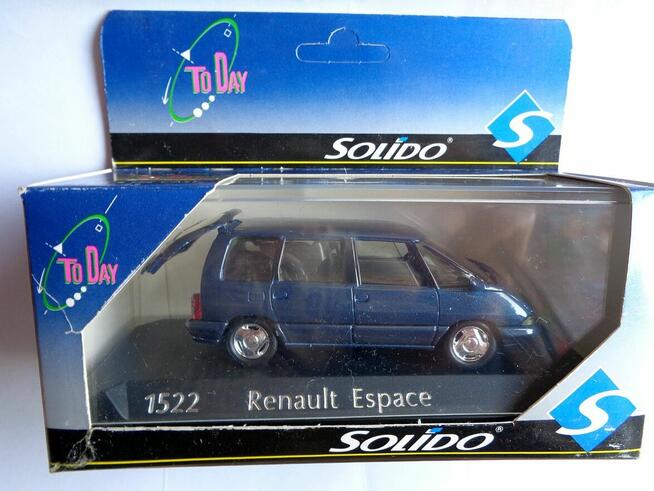 TO DAY
SOLIDO®
S
TO DAY
1522 Renault Espace
SOLIDO®
S